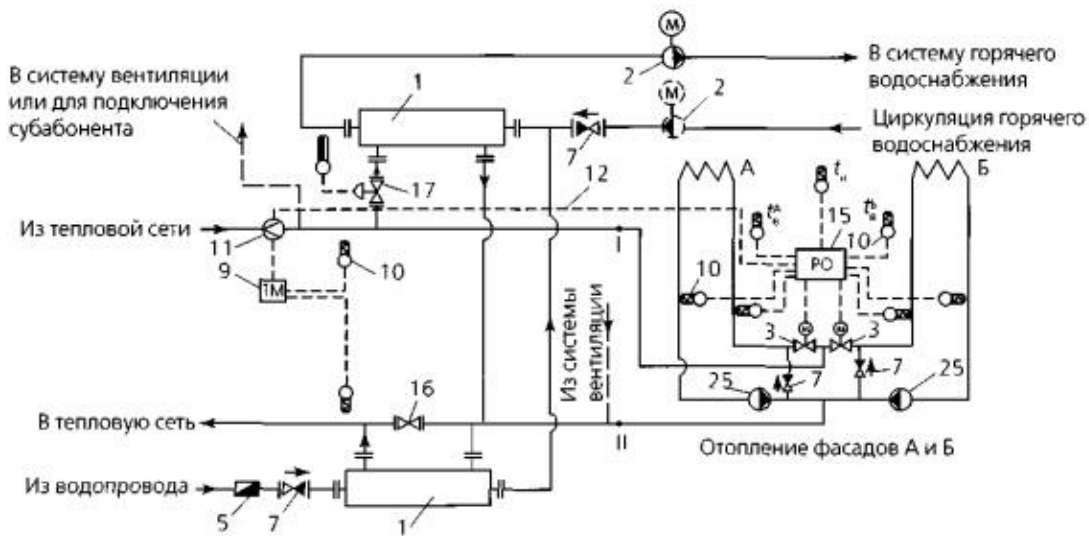 М
2
В систему горячего
водоснабжения
В систему вентиляции
или для подключения
субабонента
1
М
2
7
Циркуляция горячего
водоснабжения
17
12
А
tн
Б
tвА
15
tвБ
10
РО
Из тепловой сети
11
I
9
ТМ
10
10
3
3
Из системы
вентиляции
7
7
25
25
16
В тепловую сеть
II
Отопление фасадов А и Б
Из водопровода
5
7
1